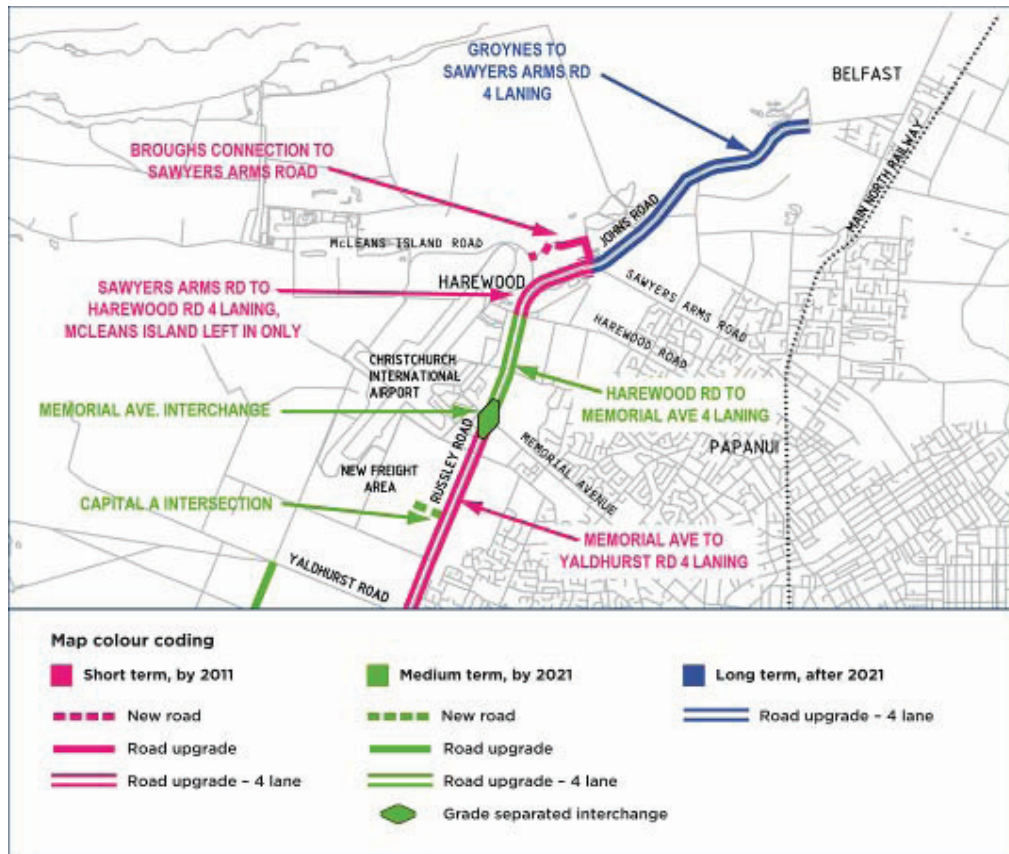 GROYNES TO
SAWYERS ARMS RD
4 LANING
BELFAST
BROUGHS CONNECTION TO
SAWYERS ARMS ROAD
MAIN NORTH RAILWAY
JOHNS ROAD
McLEANS ISLAND ROAD
HAREWOOD
SAWYERS ARMS RD TO
HAREWOOD RD 4 LANING,
MCLEANS ISLAND LEFT IN ONLY
SAWYERS ARMS ROAD
HAREWOOD ROAD
CHRISTCHURCH
INTERNATIONAL
AIRPORT
HAREWOOD RD TO
MEMORIAL AVE 4 LANING
MEMORIAL AVE. INTERCHANGE
PAPANUI
RUSSLEY ROAD
MEMORIAL AVENUE
NEW FREIGHT
AREA
CAPITAL A INTERSECTION
MEMORIAL AVE TO
YALDHURST RD 4 LANING
YALDHURST ROAD
Map colour coding
Short term, by 2011
New road
Road upgrade
Road upgrade – 4 lane
Medium term, by 2021
New road
Road upgrade
Road upgrade – 4 lane
Grade separated interchange
Long term, after 2021
Road upgrade – 4 lane